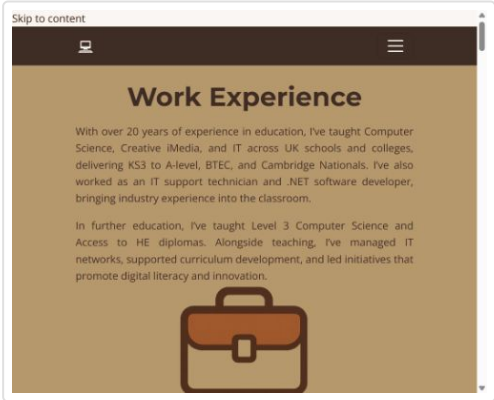 Skip to content
Work Experience
With over 20 years of experience in education, I've taught Computer
Science, Creative iMedia, and IT across UK schools and colleges,
delivering KS3 to A-level, BTEC, and Cambridge Nationals. I've also
worked as an IT support technician and .NET software developer,
bringing industry experience into the classroom.
In further education, I've taught Level 3 Computer Science and
Access to HE diplomas. Alongside teaching, I've managed IT
networks, supported curriculum development, and led initiatives that
promote digital literacy and innovation.